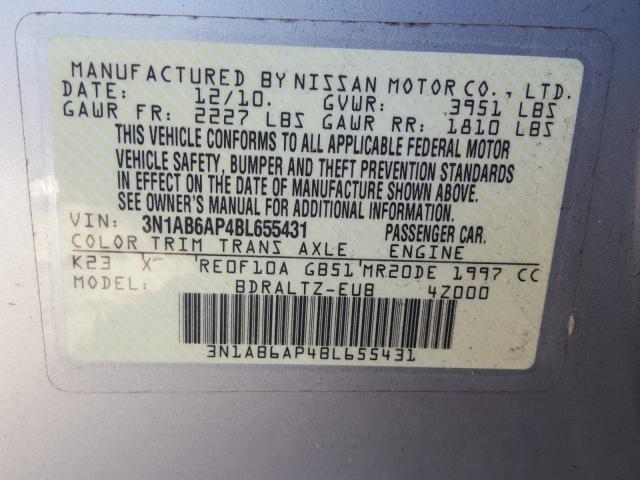 MANUFACTURED BY NISSAN MOTOR CO., LTD.
DATE: 12/10. GVWR: 3951 LBS
GAWR FR: 2227 LBS GAWR RR: 1810 LBS
THIS VEHICLE CONFORMS TO ALL APPLICABLE FEDERAL MOTOR
VEHICLE SAFETY, BUMPER AND THEFT PREVENTION STANDARDS
IN EFFECT ON THE DATE OF MANUFACTURE SHOWN ABOVE.
SEE OWNER'S MANUAL FOR ADDITIONAL INFORMATION.
VIN: 3N1AB6AP4BL655431 PASSENGER CAR.
COLOR TRIM TRANS AXLE ENGINE
K23 X RE0F10A GB51 MR20DE 1997 CC
MODEL: BDRALTZ-EUB 4Z000
3N1AB6AP4BL655431